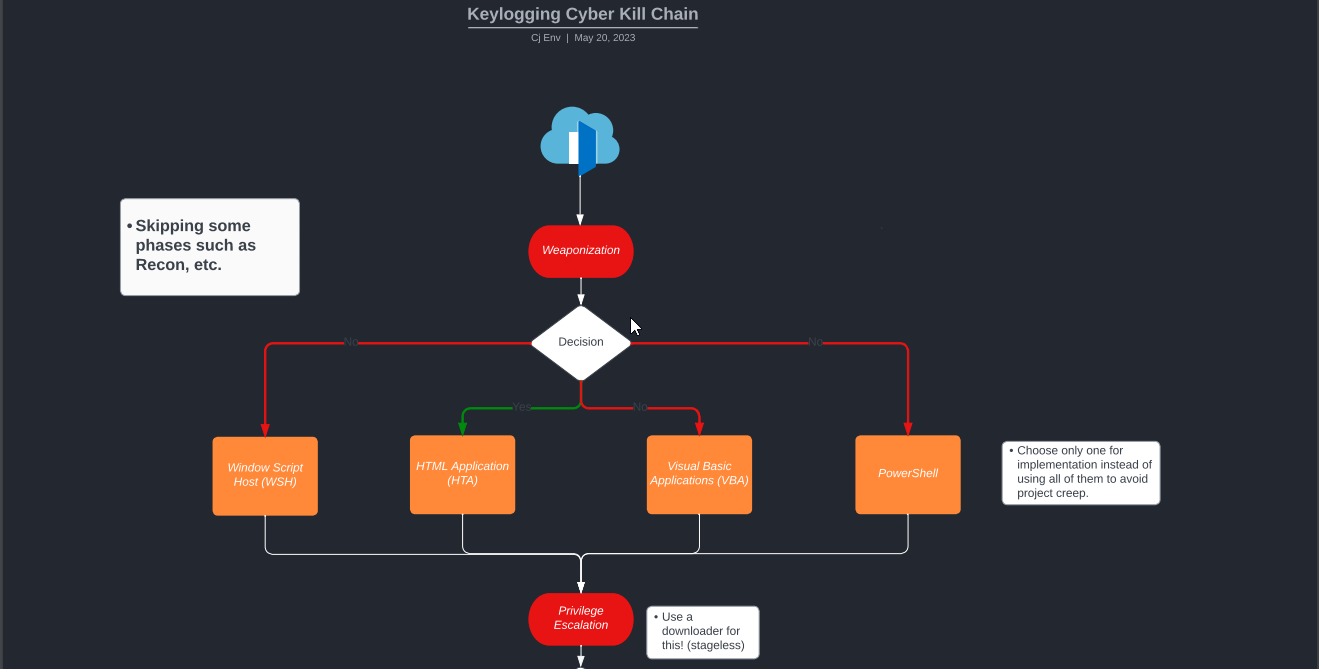 Keylogging Cyber Kill Chain
Cj Env | May 20, 2023
• Skipping some
phases such as
Recon, etc.
Weaponization
Decision
No
No
Yes
No
Window Script
Host (WSH)
HTML Application
(HTA)
Visual Basic
Applications (VBA)
PowerShell
• Choose only one for
implementation instead of
using all of them to avoid
project creep.
Privilege
Escalation
• Use a
downloader for
this! (stageless)